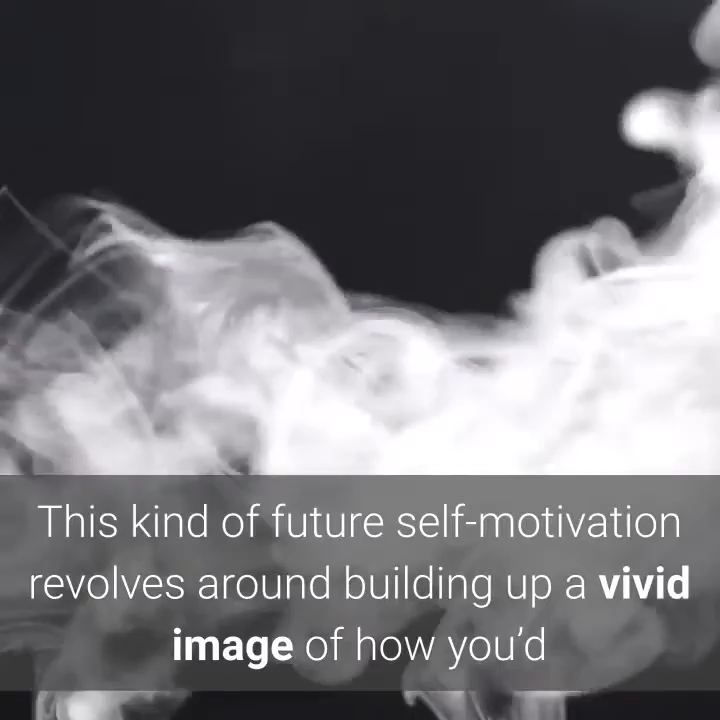 This kind of future self-motivation
revolves around building up a vivid
image of how you’d